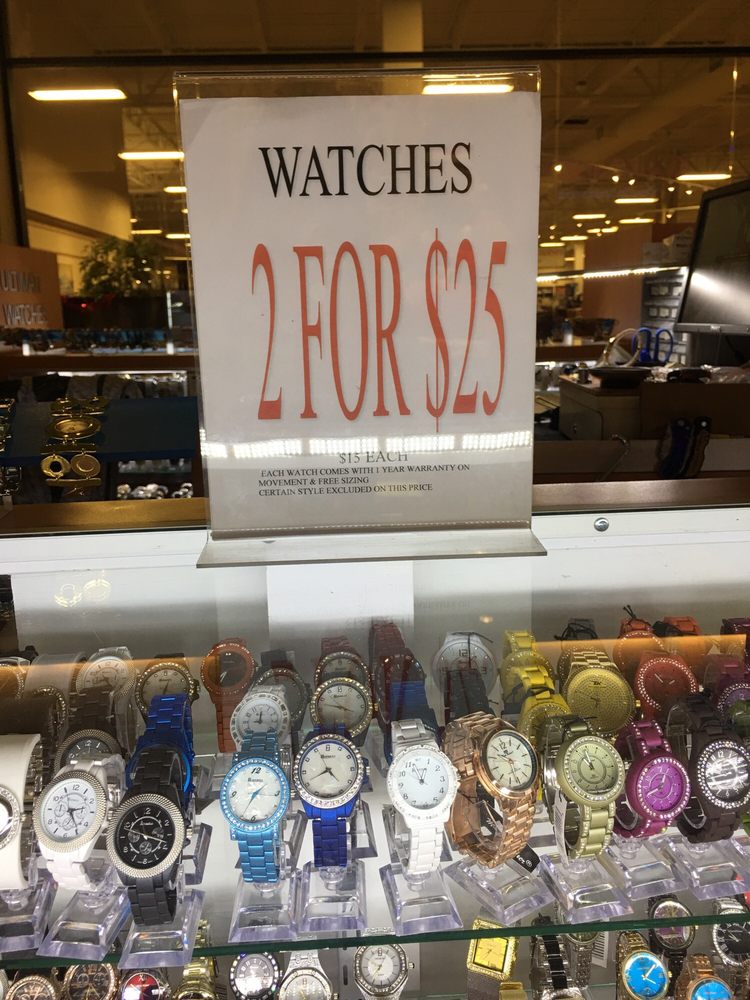 WATCHES
2 FOR $25
$15 EACH
EACH WATCH COMES WITH 1 YEAR WARRANTY ON
MOVEMENT & FREE SIZING
CERTAIN STYLE EXCLUDED ON THIS PRICE
WATCHES